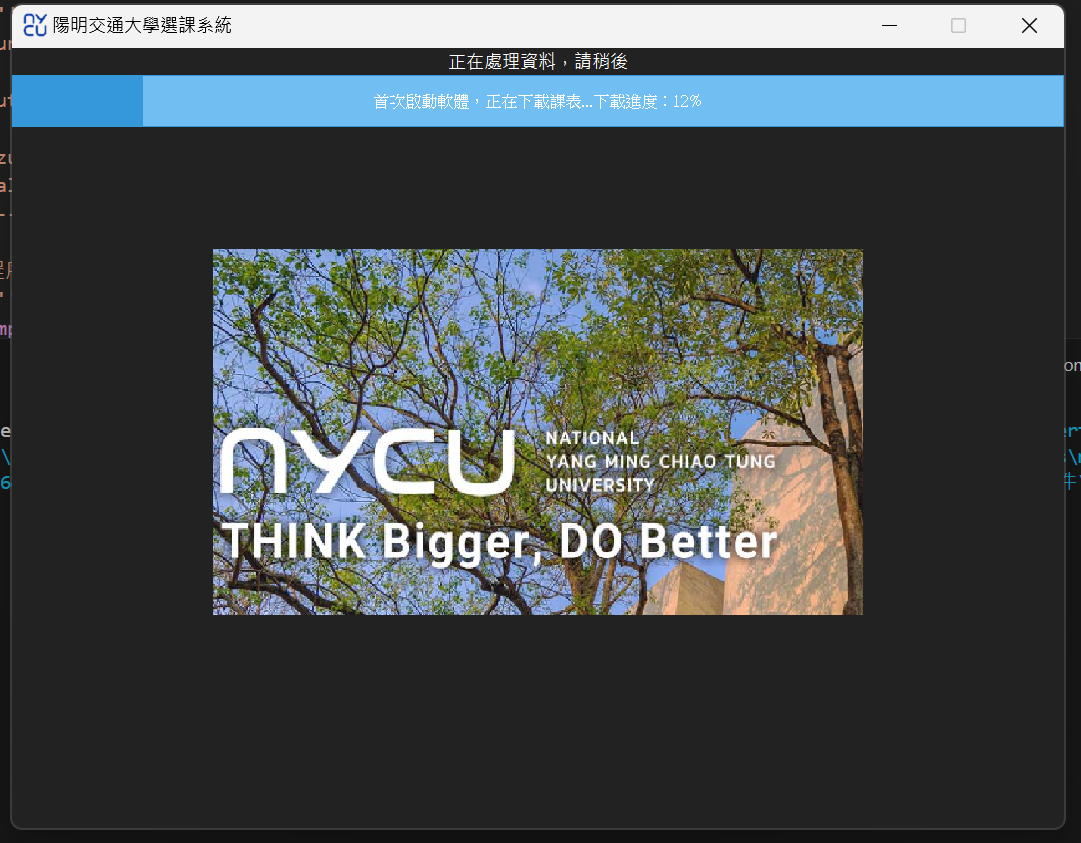 NYCU 陽明交通大學選課系統
正在處理資料，請稍後
首次啟動軟體，正在下載課表...下載進度：12%
NYCU
NATIONAL
YANG MING CHIAO TUNG
UNIVERSITY
THINK Bigger, DO Better